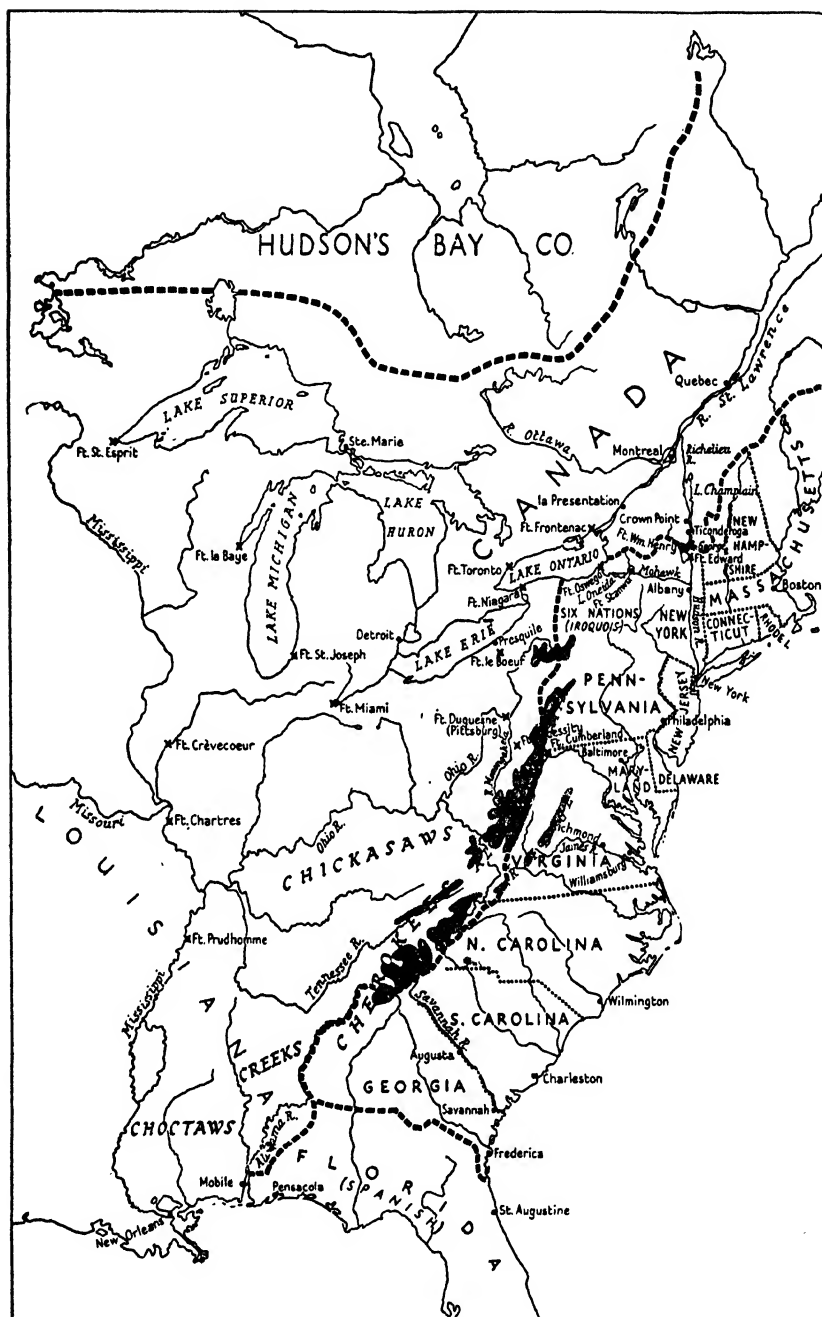 HUDSON'S BAY CO.
LAKE SUPERIOR
Ft. St. Esprit
Ste. Marie
Quebec
R. St. Lawrence
CANADA
R. Ottawa
Montreal
Richelieu R.
L. Champlain
la Presentation
Crown Point
Ticonderoga
Ft. Frontenac
Ft. Wm. Henry
Ft. Edward
NEW HAMPSHIRE
MASSACHUSETTS
Boston
Mississippi
LAKE MICHIGAN
LAKE HURON
Ft. la Baye
Ft. Toronto
LAKE ONTARIO
Ft. Oswego
L. Oneida
Ft. Stanwix
Mohawk
Albany
Hudson R.
Ft. Niagara
SIX NATIONS
(IROQUOIS)
NEW YORK
CONNECTICUT
RHODE I.
Detroit
LAKE ERIE
Presquile
Ft. le Boeuf
Ft. St. Joseph
Ft. Miami
PENNSYLVANIA
New York
NEW JERSEY
Philadelphia
Ft. Duquesne
(Pittsburg)
Ft. Cumberland
Baltimore
MARYLAND
DELAWARE
Ft. Crèvecoeur
Ohio R.
Missouri
Ft. Chartres
Ohio R.
CHICKASAWS
Richmond
James R.
VIRGINIA
Williamsburg
LOUISIANA
Ft. Prudhomme
Tennessee R.
CHEROKEES
N. CAROLINA
Wilmington
Mississippi
S. CAROLINA
Savannah R.
Augusta
Charleston
CREEKS
GEORGIA
Savannah
CHOCTAWS
Alabama R.
Frederica
FLORIDA
(SPANISH)
Mobile
Pensacola
St. Augustine
New Orleans